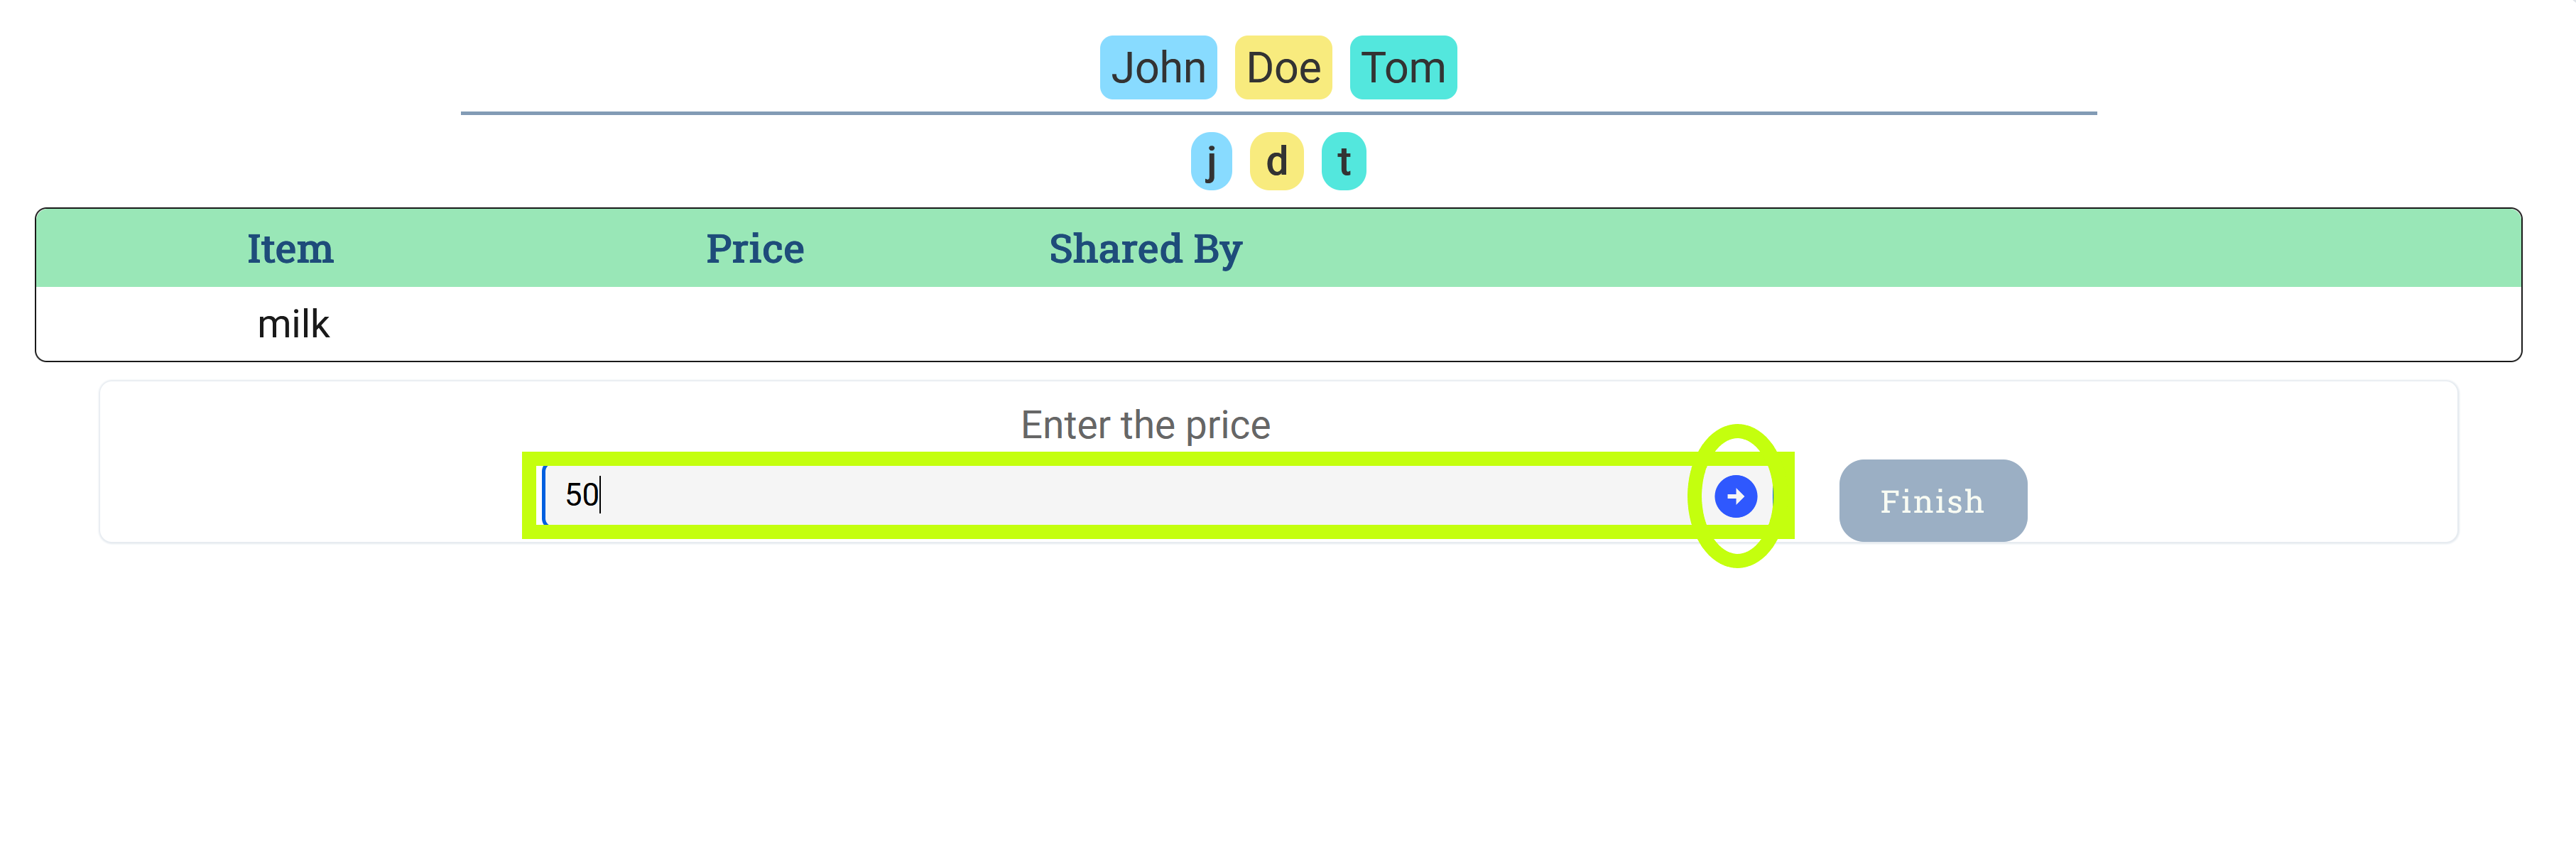 John Doe Tom
j d t
Item Price Shared By
milk
Enter the price
50
Finish